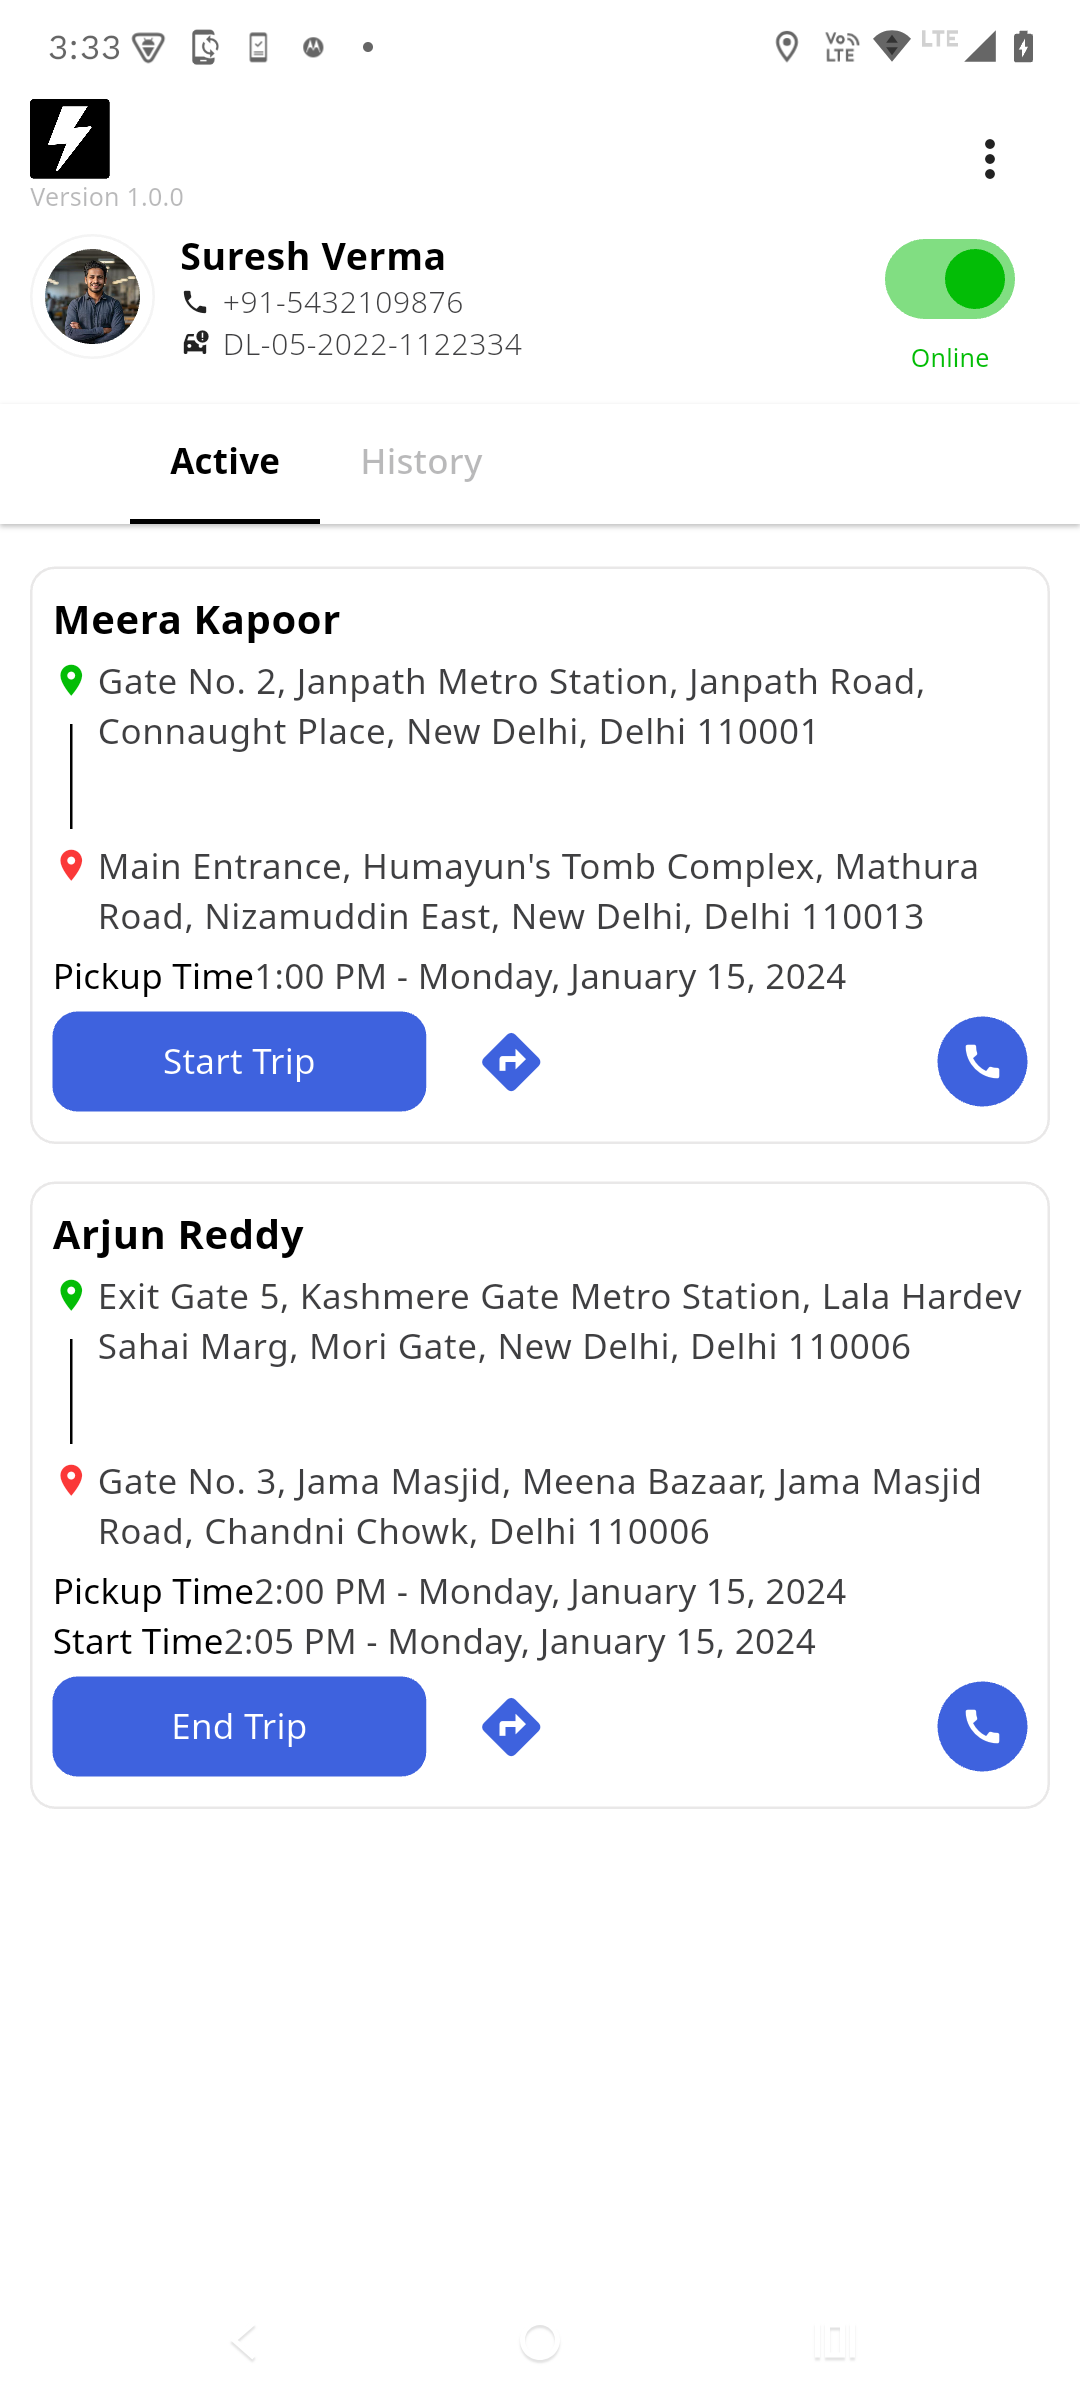 3:33
Vo LTE
LTE
Version 1.0.0
Suresh Verma
+91-5432109876
DL-05-2022-1122334
Online
Active
History
Meera Kapoor
Gate No. 2, Janpath Metro Station, Janpath Road,
Connaught Place, New Delhi, Delhi 110001
Main Entrance, Humayun's Tomb Complex, Mathura
Road, Nizamuddin East, New Delhi, Delhi 110013
Pickup Time1:00 PM - Monday, January 15, 2024
Start Trip
Arjun Reddy
Exit Gate 5, Kashmere Gate Metro Station, Lala Hardev
Sahai Marg, Mori Gate, New Delhi, Delhi 110006
Gate No. 3, Jama Masjid, Meena Bazaar, Jama Masjid
Road, Chandni Chowk, Delhi 110006
Pickup Time2:00 PM - Monday, January 15, 2024
Start Time2:05 PM - Monday, January 15, 2024
End Trip